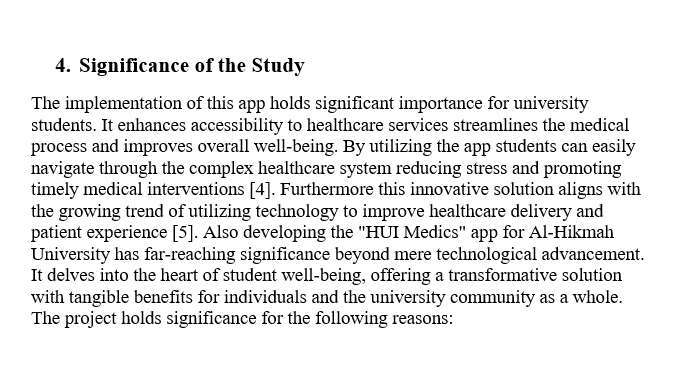 4. Significance of the Study
The implementation of this app holds significant importance for university
students. It enhances accessibility to healthcare services streamlines the medical
process and improves overall well-being. By utilizing the app students can easily
navigate through the complex healthcare system reducing stress and promoting
timely medical interventions [4]. Furthermore this innovative solution aligns with
the growing trend of utilizing technology to improve healthcare delivery and
patient experience [5]. Also developing the "HUI Medics" app for Al-Hikmah
University has far-reaching significance beyond mere technological advancement.
It delves into the heart of student well-being, offering a transformative solution
with tangible benefits for individuals and the university community as a whole.
The project holds significance for the following reasons: